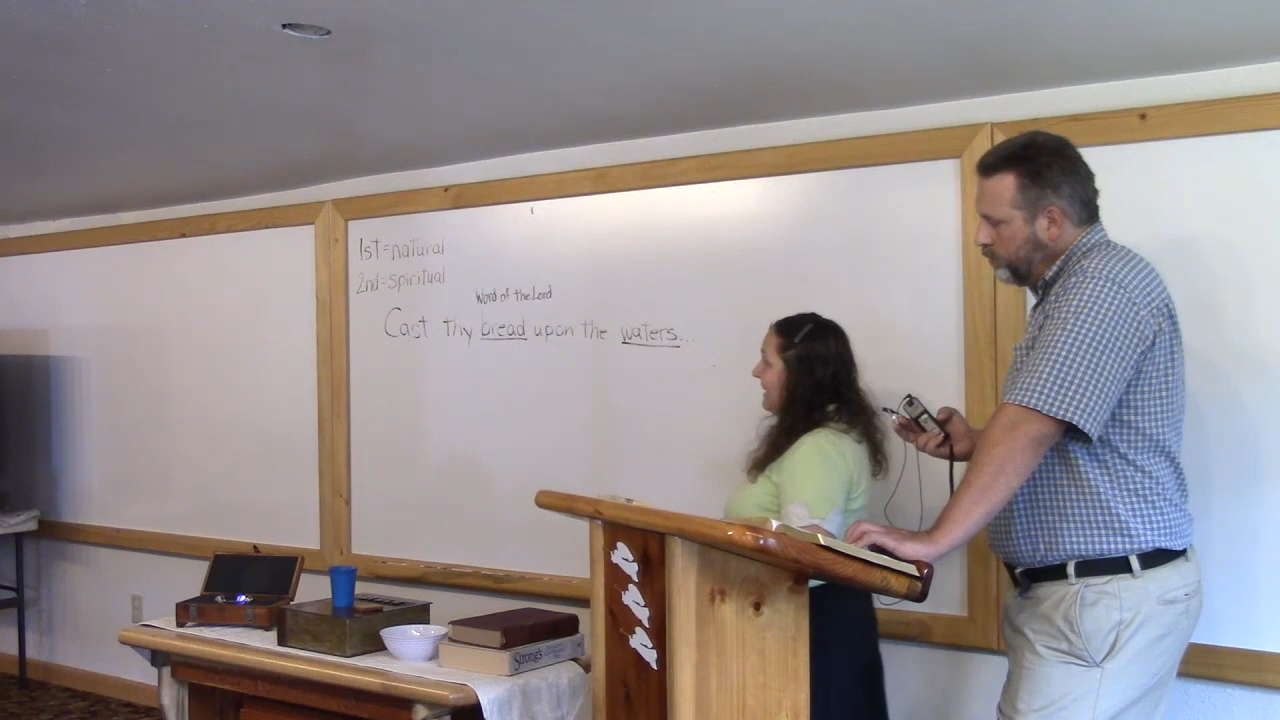 1st=natural
2nd=spiritual
Word of the Lord
Cast thy bread upon the waters...
Strong's